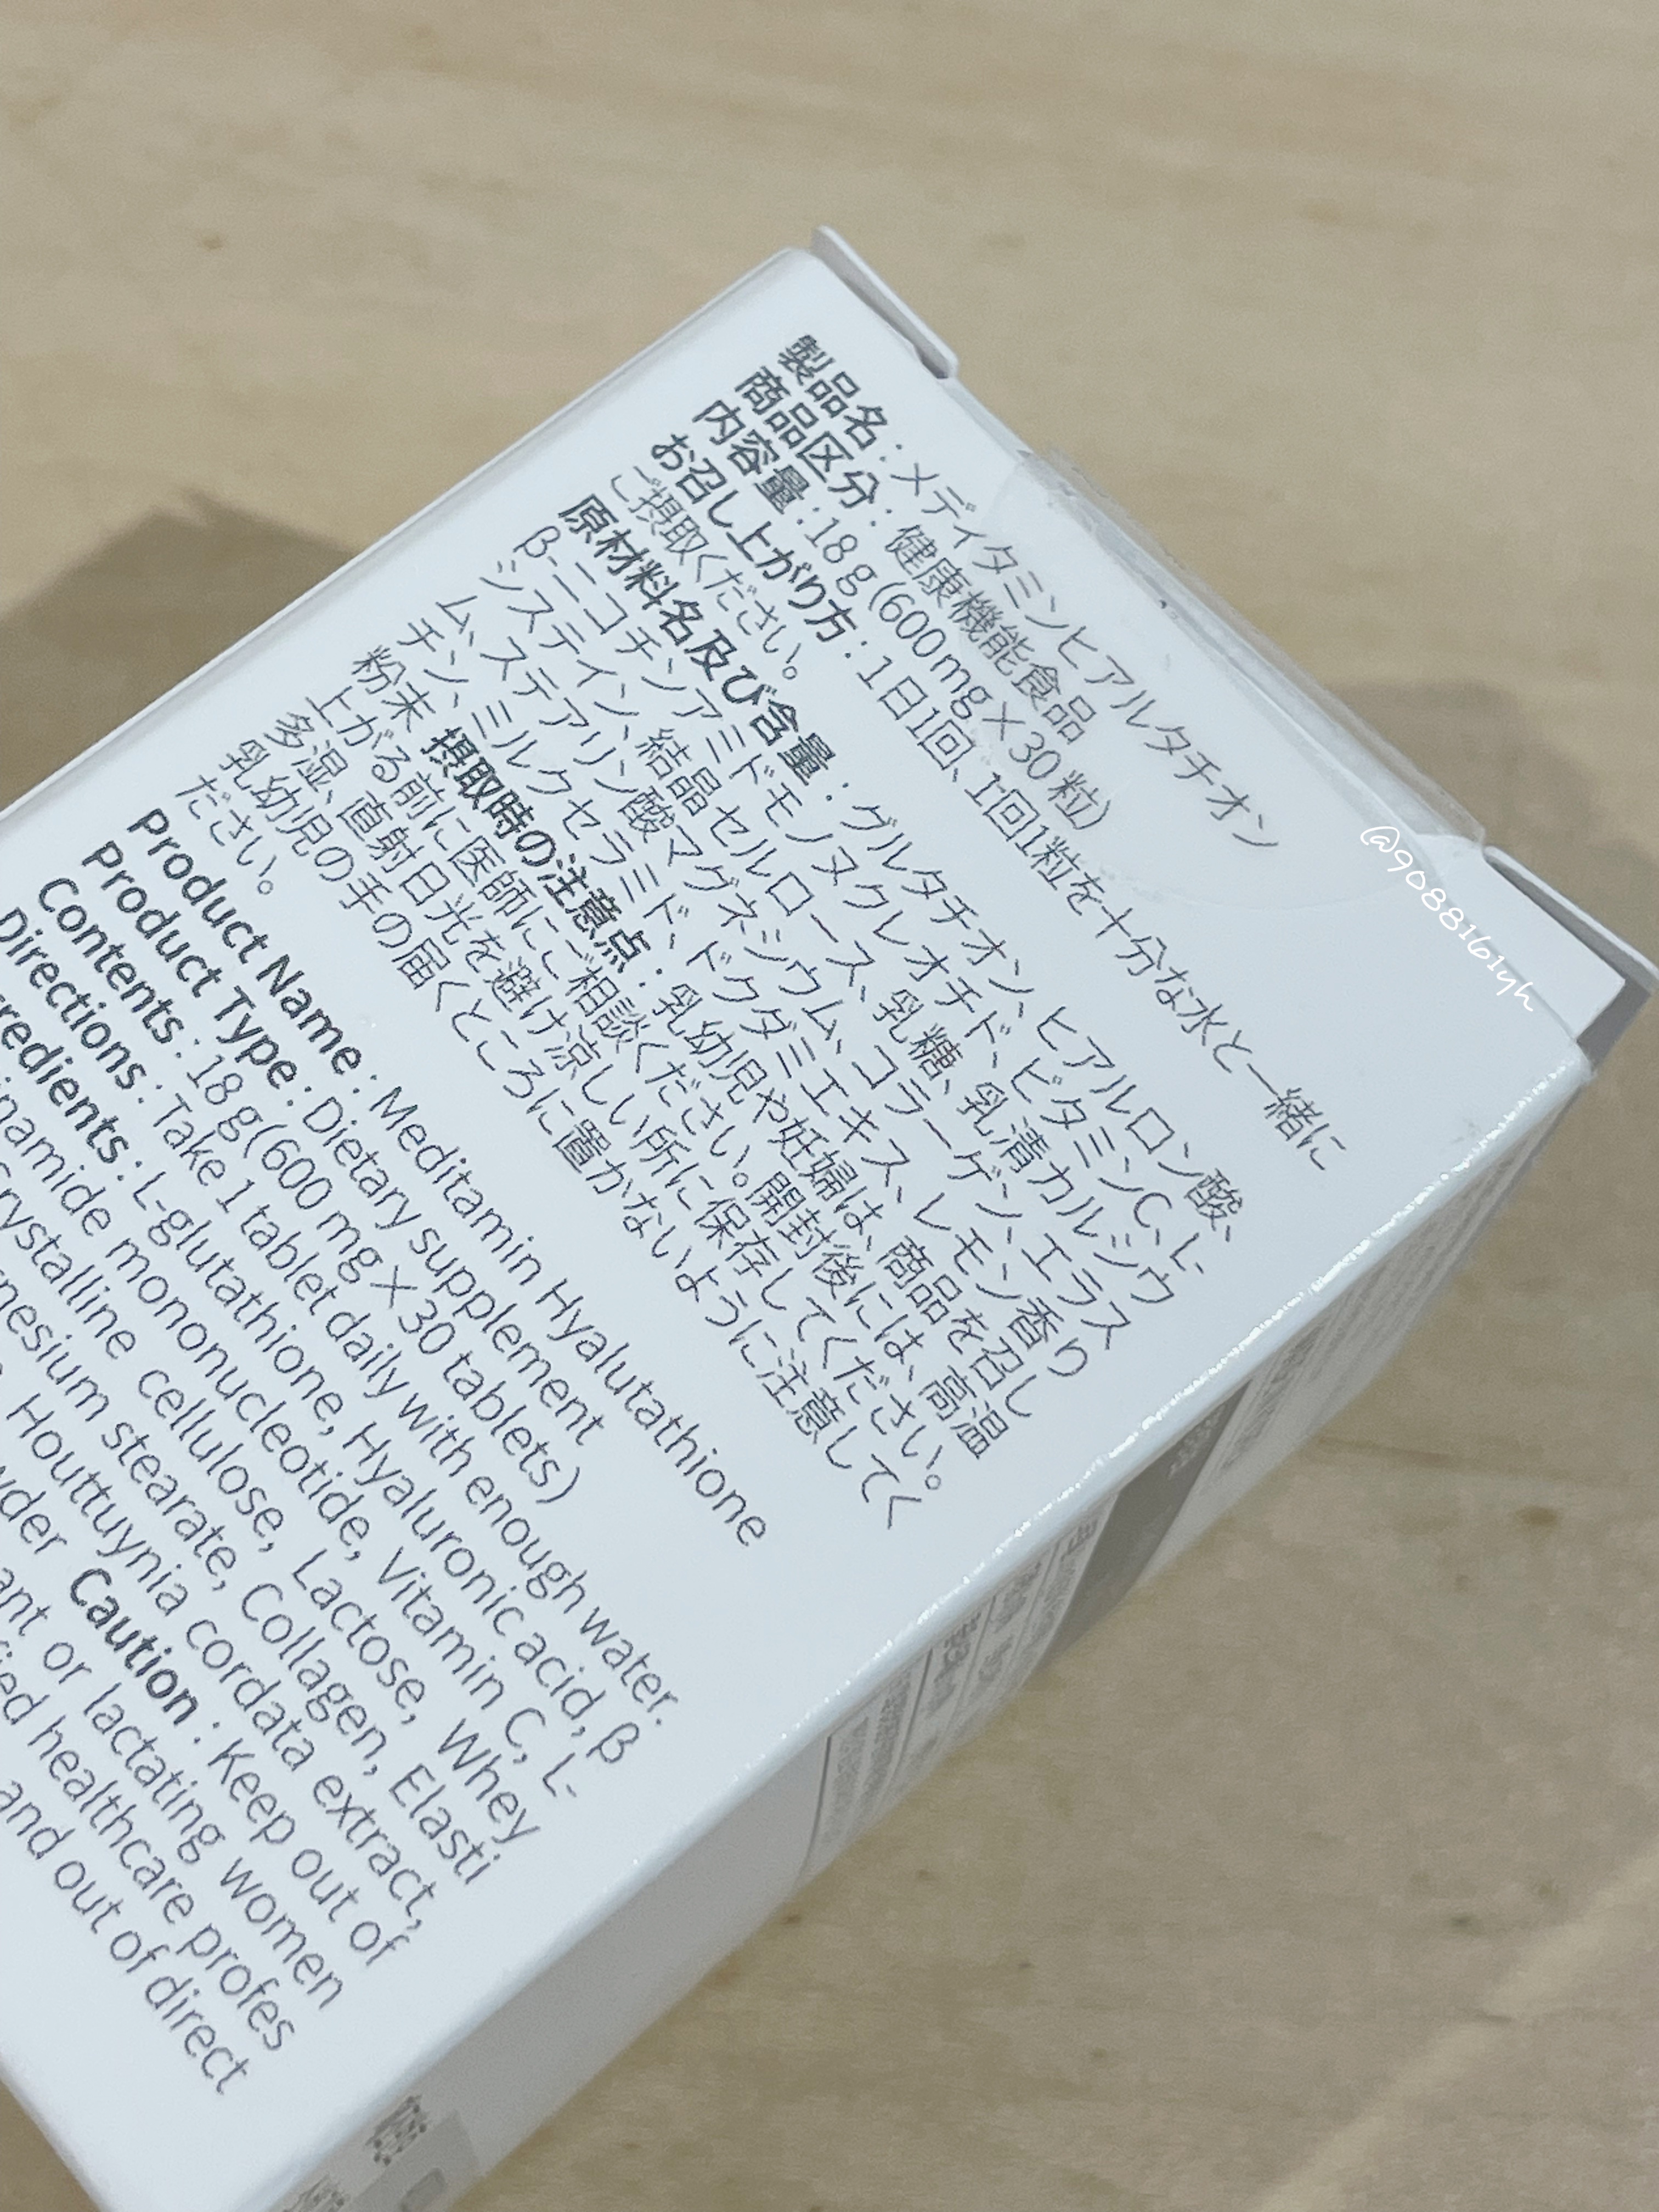 製品名 : メディタミンヒアルルタチオン
商品区分 : 健康機能食品
内容量 : 18 g (600mg × 30 粒)
お召し上がり方 : 1 日1回、1回1粒を十分な水と一緒に
ご摂取ください。
原材料名及び含量 : グルタチオン、ヒアルロン酸、
β-ニコチンアミドモノヌクレオチド、ビタミンC、L-
システイン、結晶セルロース、乳糖、乳清カルシウ
ム、ステアリン酸マグネシウム、コラーゲン、エラス
チン、ミルクセラミド、ドクダミエキス、レモン香り
粉末 摂取時の注意点 : 乳幼児や妊婦は、商品を召し
上がる前に医師にご相談ください。開封後には、高温
多湿、直射日光を避け涼しい所に保存してください。
乳幼児の手の届くところに置かないように注意してく
ださい。
Product Name : Meditamin Hyalutathione
Product Type : Dietary supplement
Contents : 18 g (600 mg × 30 tablets)
Directions : Take 1 tablet daily with enough water.
redients : L-glutathione, Hyaluronic acid, β
inamide mononucleotide, Vitamin C, L-
crystalline cellulose, Lactose, Whey
nesium stearate, Collagen, Elasti
Houttuynia cordata extract,
wder Caution : Keep out of
ant or lactating women
ied healthcare profes
and out of direct
@908816lyh